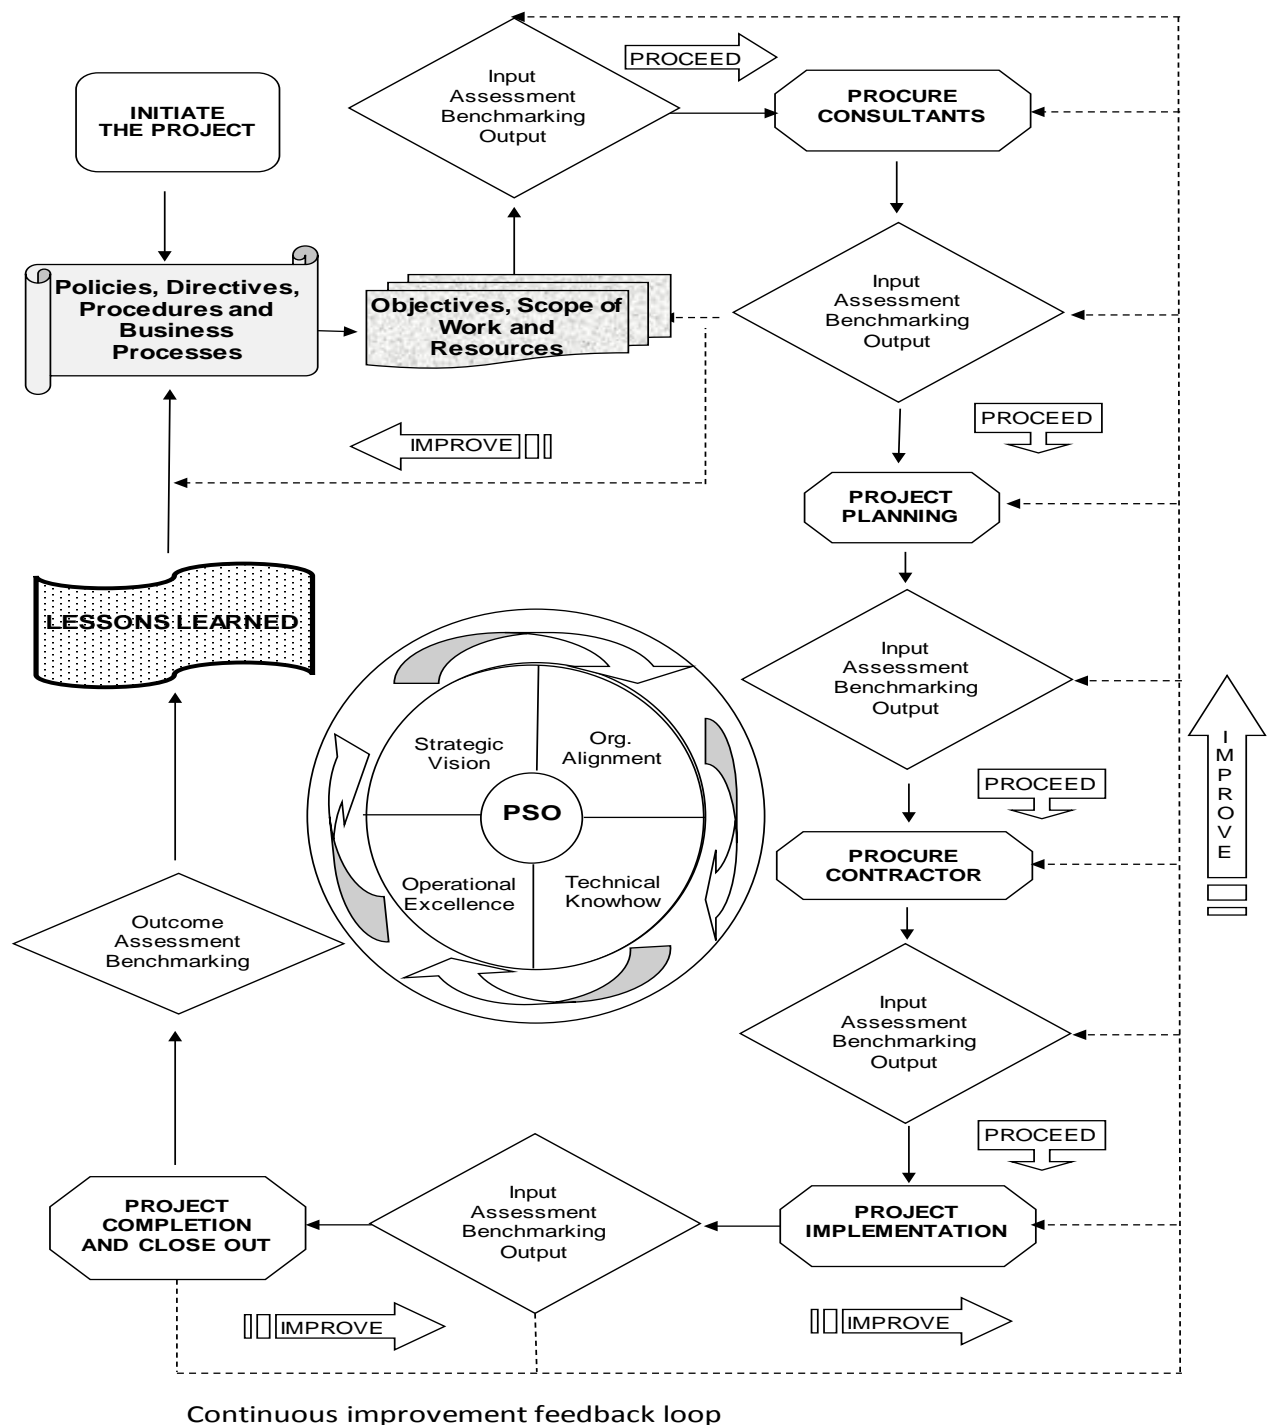 INITIATE
THE PROJECT
Input
Assessment
Benchmarking
Output
PROCEED
PROCURE
CONSULTANTS
Policies, Directives,
Procedures and
Business
Processes
Objectives, Scope of
Work and
Resources
Input
Assessment
Benchmarking
Output
IMPROVE
PROCEED
PROJECT
PLANNING
LESSONS LEARNED
Input
Assessment
Benchmarking
Output
Strategic
Vision
Org.
Alignment
PSO
Operational
Excellence
Technical
Knowhow
PROCEED
IMPROVE
PROCURE
CONTRACTOR
Outcome
Assessment
Benchmarking
Input
Assessment
Benchmarking
Output
PROCEED
PROJECT
COMPLETION
AND CLOSE OUT
Input
Assessment
Benchmarking
Output
PROJECT
IMPLEMENTATION
IMPROVE
IMPROVE
Continuous improvement feedback loop